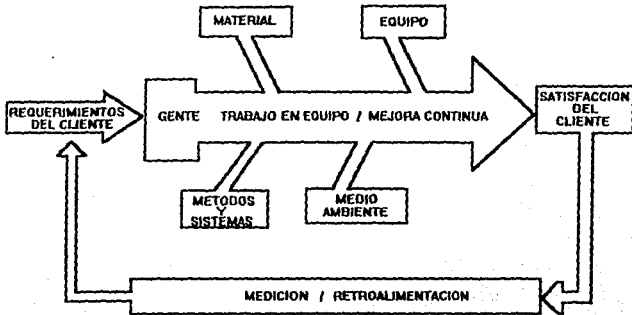 MATERIAL
EQUIPO
REQUERIMIENTOS
DEL CLIENTE
GENTE
TRABAJO EN EQUIPO / MEJORA CONTINUA
SATISFACCION
DEL
CLIENTE
METODOS
Y
SISTEMAS
MEDIO
AMBIENTE
MEDICION / RETROALIMENTACION